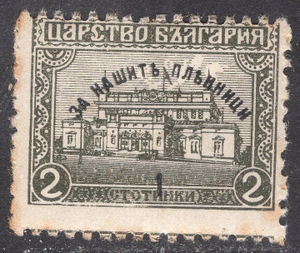 ЦАРСТВО БЪЛГАРИЯ
ЗА НАШИТѢ ПЛѢННИЦИ
1
2 СТОТИНКИ 2